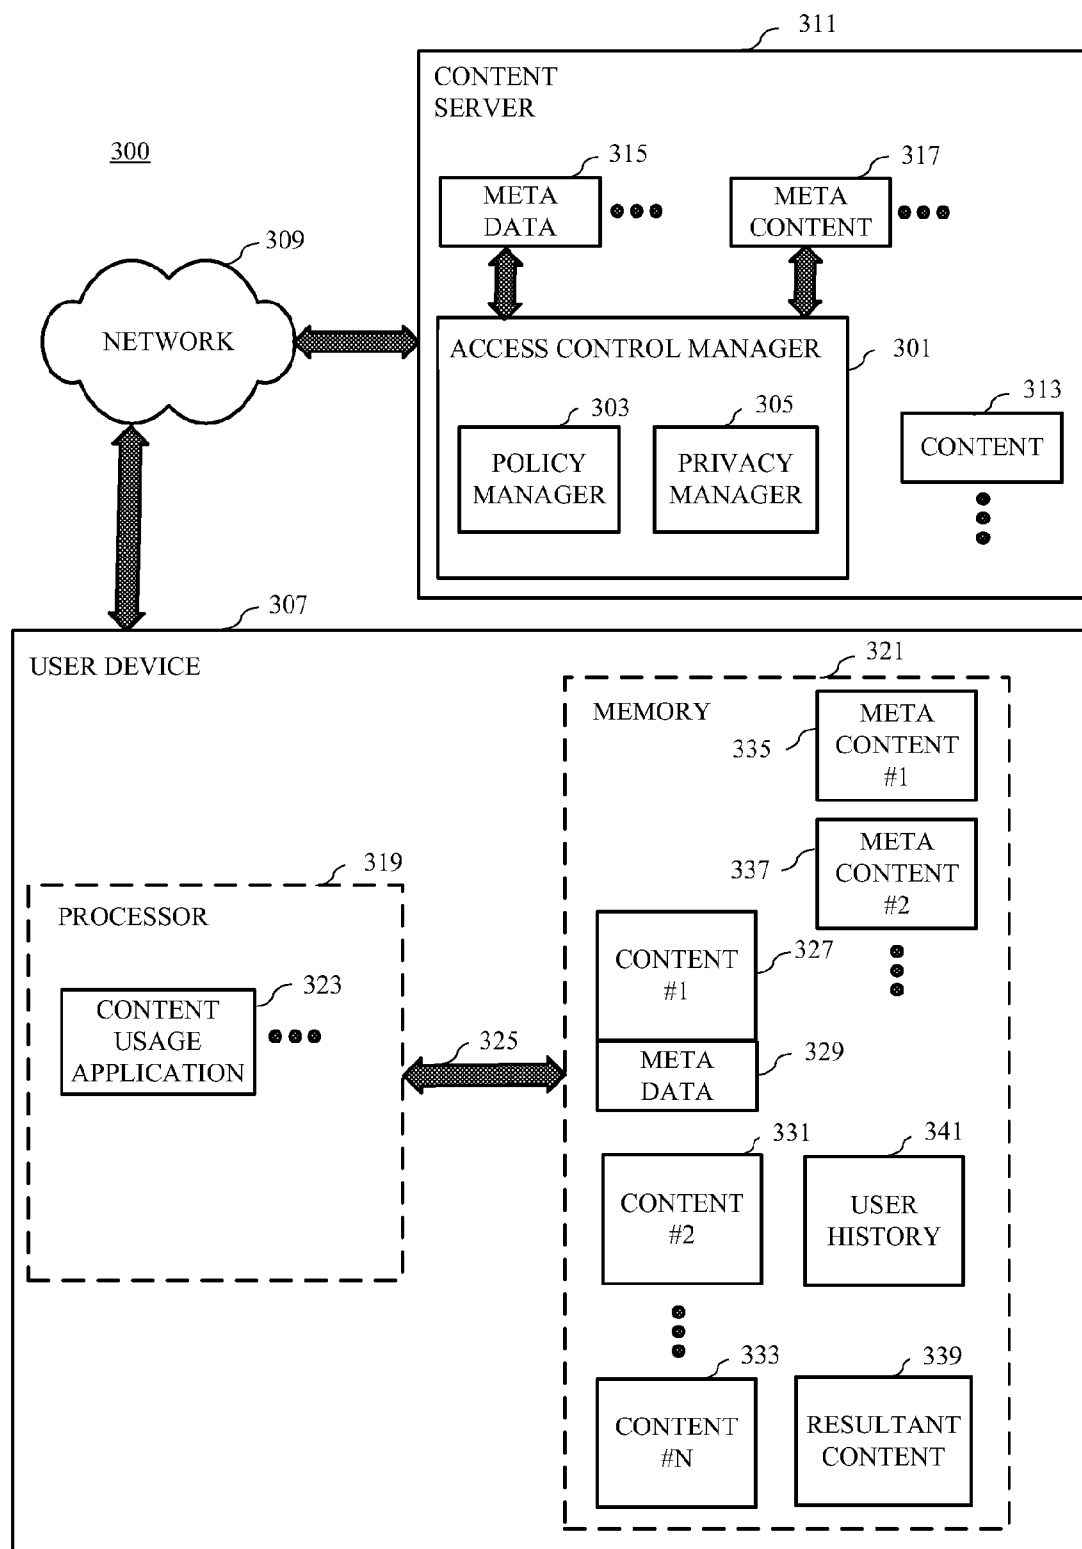 311
CONTENT
SERVER
300
315
317
META
DATA
META
CONTENT
309
NETWORK
ACCESS CONTROL MANAGER
301
303
305
313
POLICY
MANAGER
PRIVACY
MANAGER
CONTENT
307
USER DEVICE
321
MEMORY
META
CONTENT
#1
335
META
CONTENT
#2
337
319
PROCESSOR
CONTENT
#1
327
CONTENT
USAGE
APPLICATION
323
325
META
DATA
329
331
341
CONTENT
#2
USER
HISTORY
333
339
CONTENT
#N
RESULTANT
CONTENT